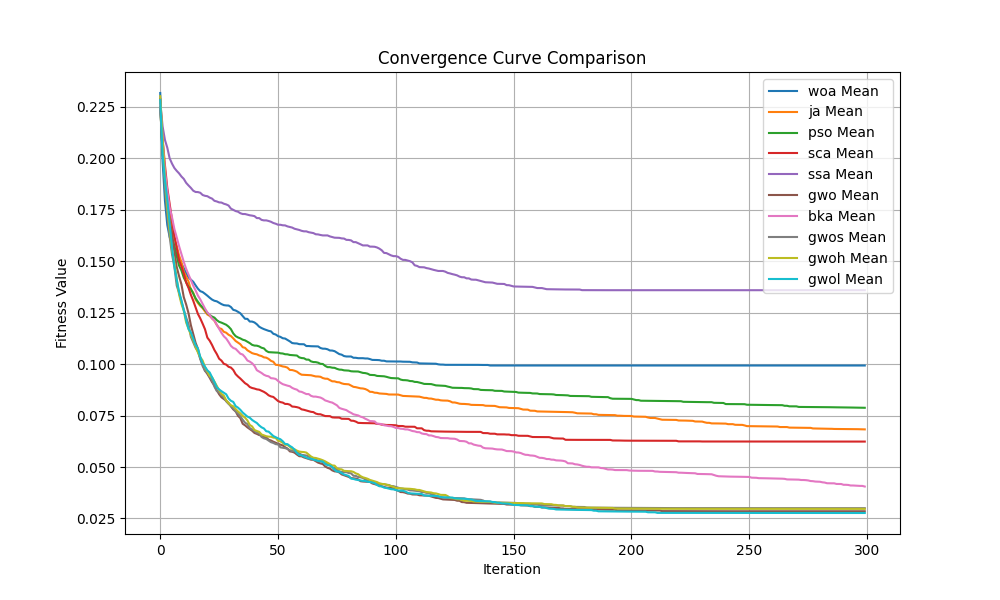 Convergence Curve Comparison
Fitness Value
0.225
0.200
0.175
0.150
0.125
0.100
0.075
0.050
0.025
woa Mean
ja Mean
pso Mean
sca Mean
ssa Mean
gwo Mean
bka Mean
gwos Mean
gwoh Mean
gwol Mean
0 50 100 150 200 250 300
Iteration